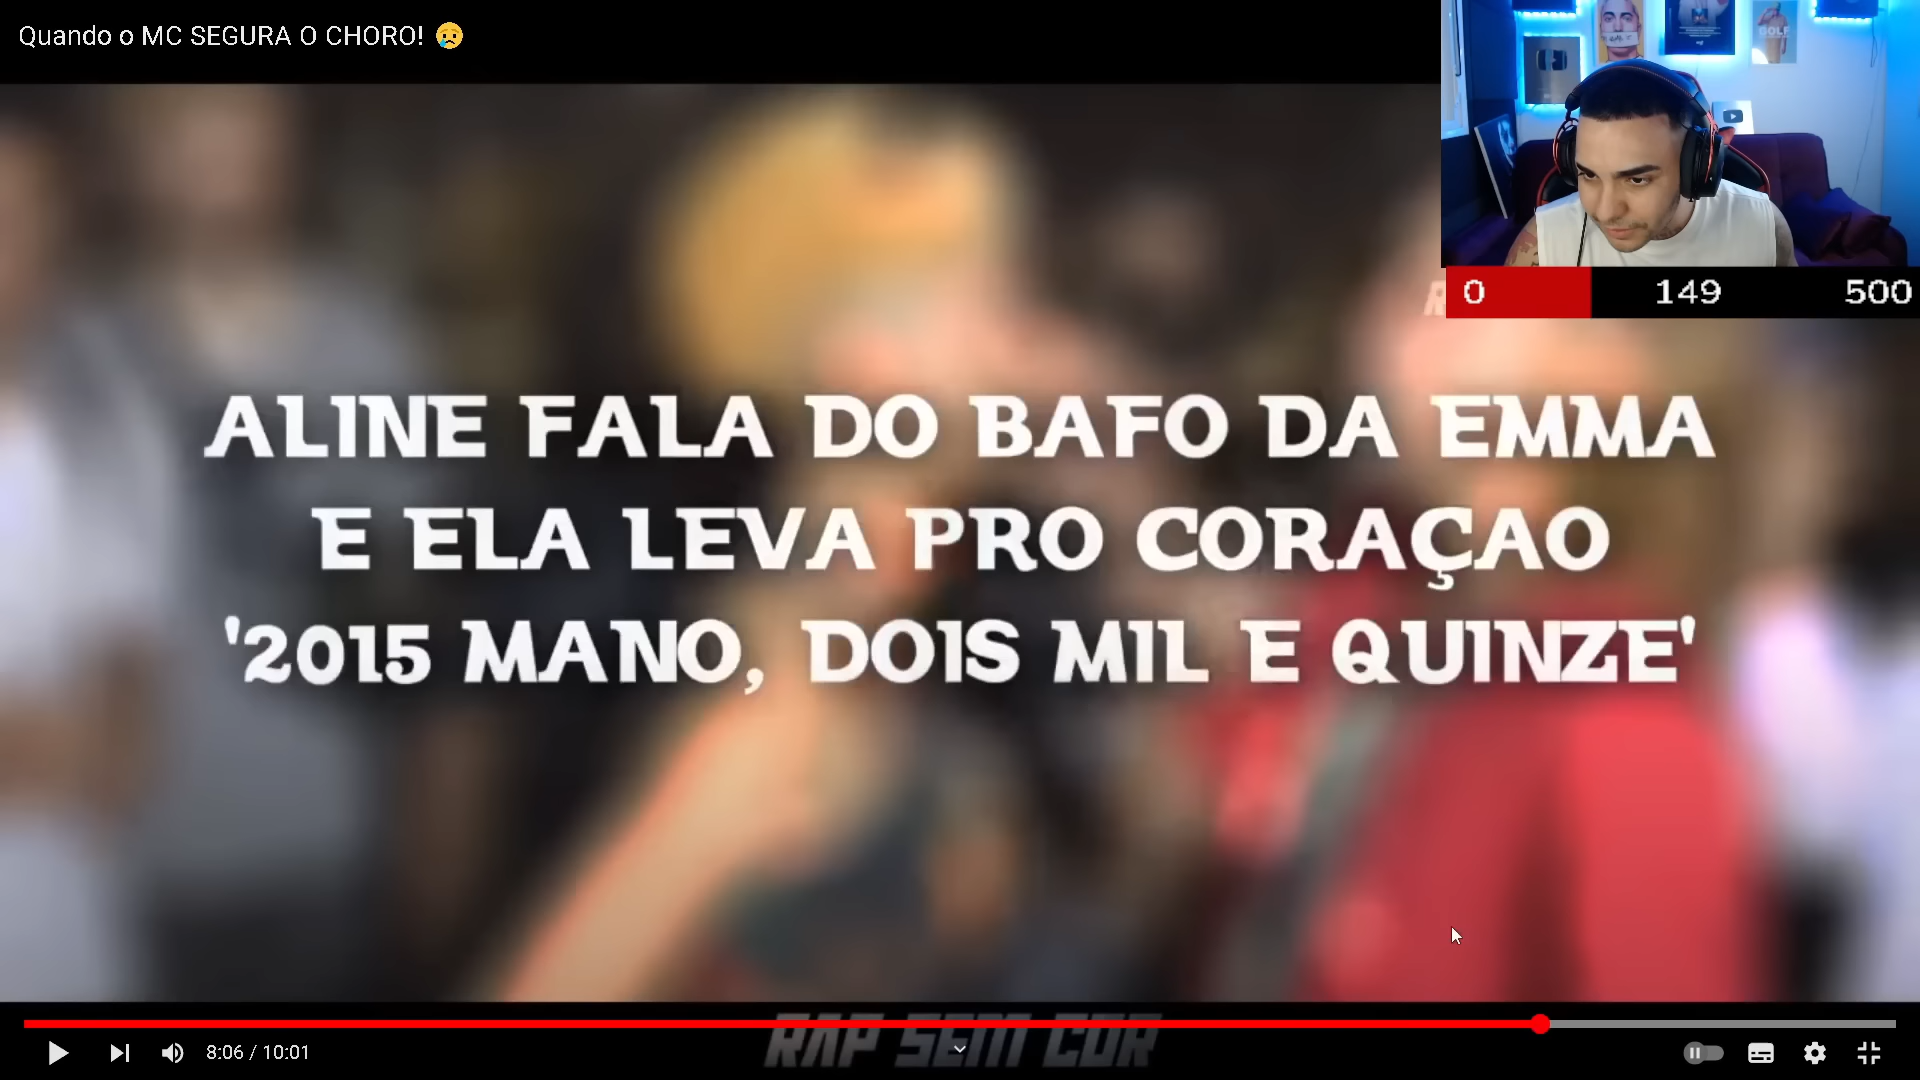 Quando o MC SEGURA O CHORO! 😥
GOLF
0 149 500
ALINE FALA DO BAFO DA EMMA
E ELA LEVA PRO CORAÇAO
'2015 MANO, DOIS MIL E QUINZE'
RAP SEM COR
8:06 / 10:01